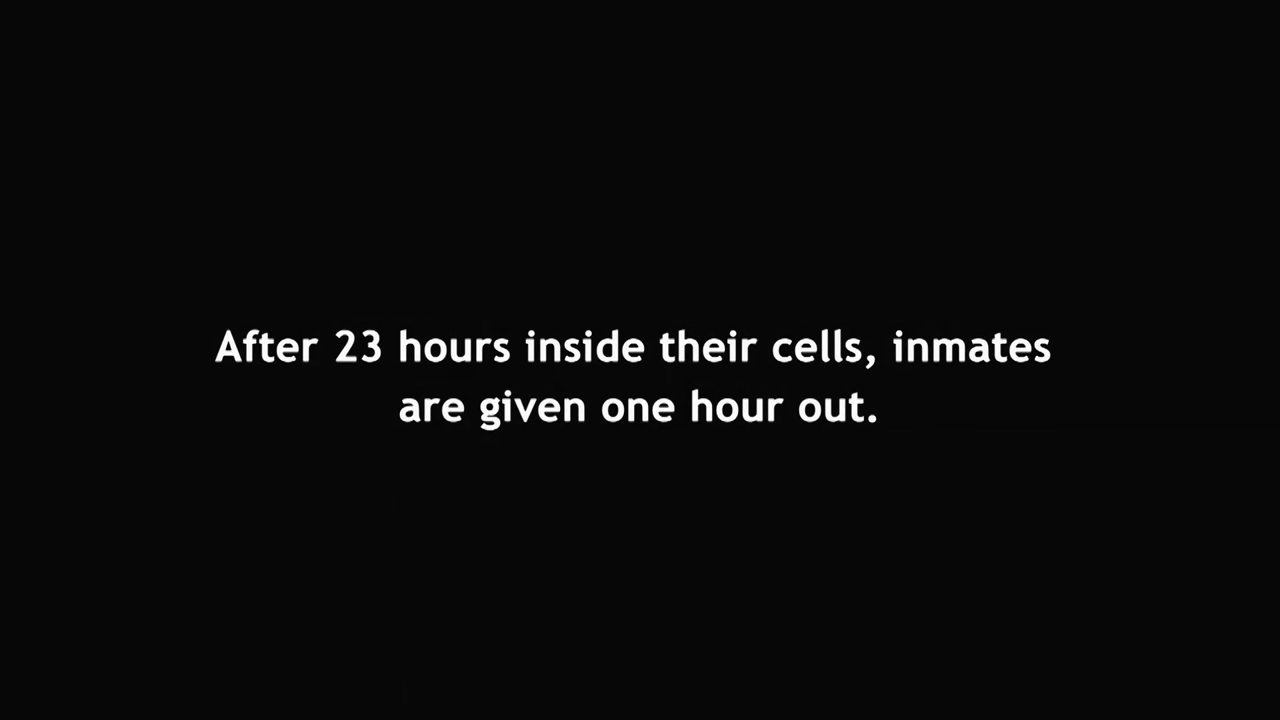 After 23 hours inside their cells, inmates
are given one hour out.